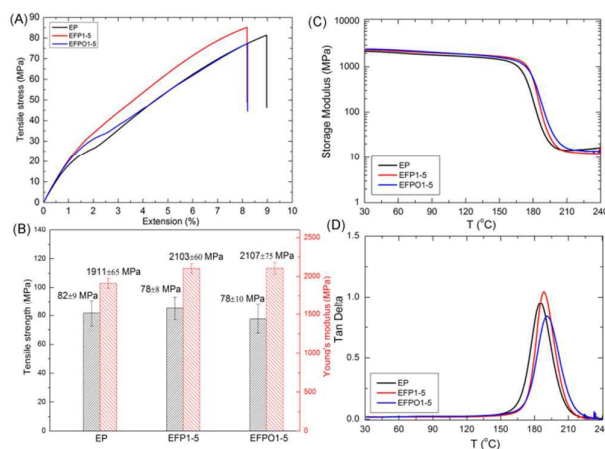 (A)
Tensile stress (MPa)
85
80
70
60
50
40
30
20
10
0
EP
EFP1-5
EFPO1-5
0 1 2 3 4 5 6 7 8 9 10
Extension (%)
(B)
Tensile strength (MPa)
140
120
100
80
60
40
20
0
82±9 MPa
1911±65 MPa
78±8 MPa
2103±60 MPa
78±10 MPa
2107±75 MPa
EP EFP1-5 EFPO1-5
2500
2000
1500
1000
500
0
Young's modulus (MPa)
(C)
Storage Modulus (MPa)
10000
1000
100
10
1
EP
EFP1-5
EFPO1-5
30 60 90 120 150 180 210 240
T (°C)
(D)
Tan Delta
1.5
1.0
0.5
0.0
EP
EFP1-5
EFPO1-5
30 60 90 120 150 180 210 240
T (°C)